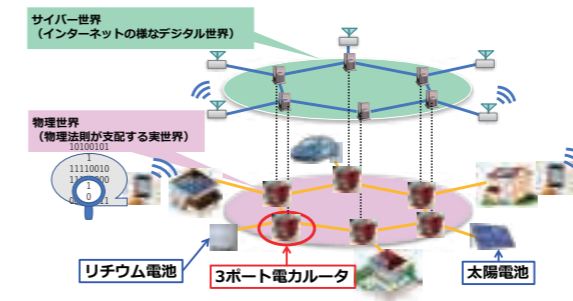 サイバー世界
（インターネットの様なデジタル世界）
物理世界
（物理法則が支配する実世界）
10100101
1
11110010
1
0
リチウム電池
3ポート電力ルータ
太陽電池